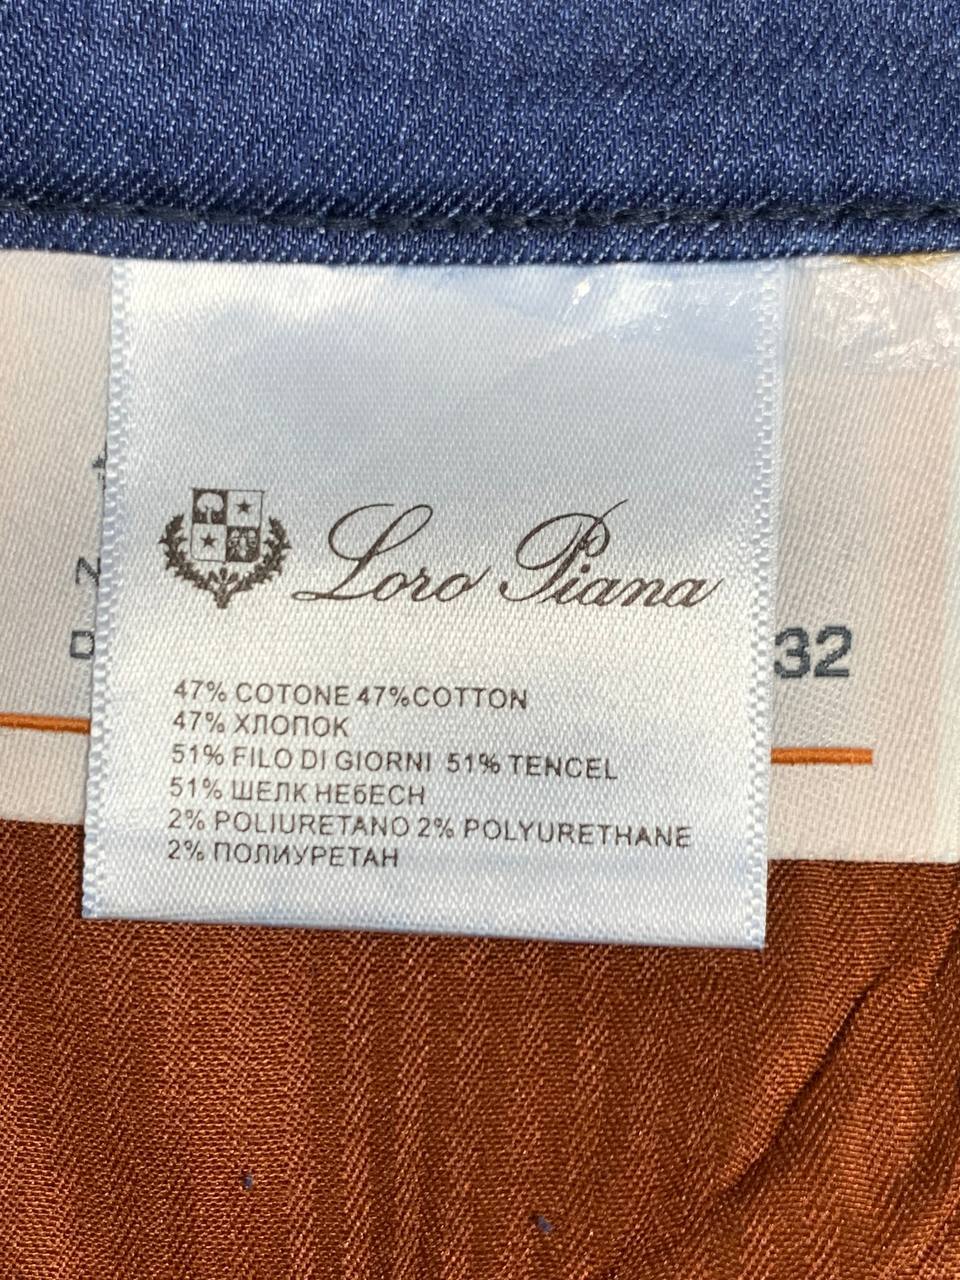 Loro Piana
32
47% COTONE 47%COTTON
47% ХЛОПОК
51% FILO DI GIORNI 51% TENCEL
51% ШЕЛК НЕБЕСН
2% POLIURETANO 2% POLYURETHANE
2% ПОЛИУРЕТАН